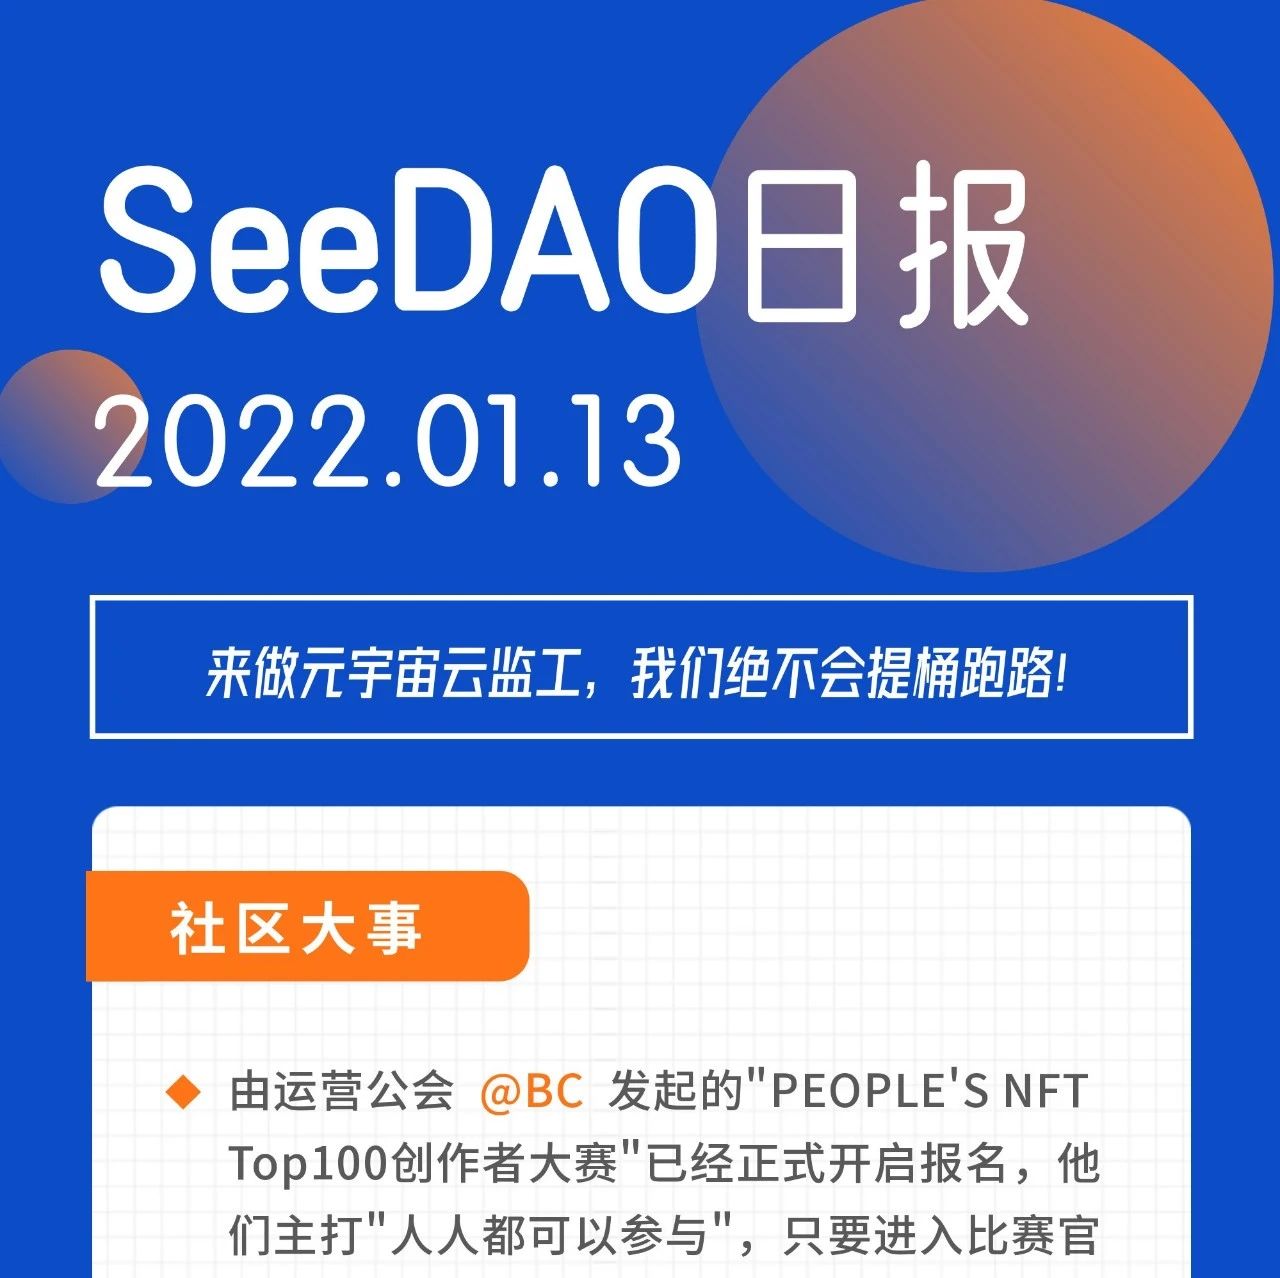 SeeDAO日报
2022.01.13
来做元宇宙云监工，我们绝不会提桶跑路！
社区大事
由运营公会 @BC 发起的"PEOPLE'S NFT
Top100创作者大赛"已经正式开启报名，他
们主打"人人都可以参与"，只要进入比赛官